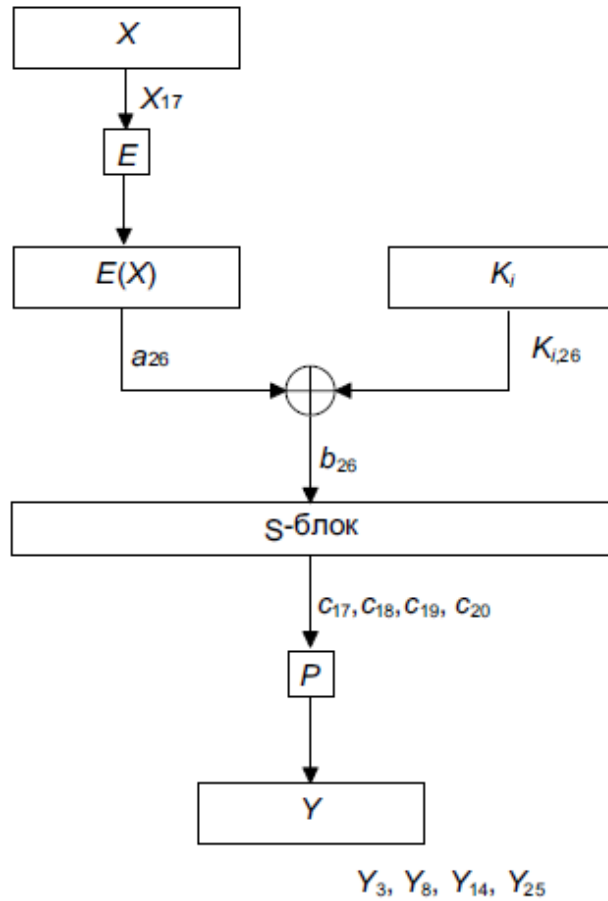 X
X17
E
E(X)
Ki
a26
Ki,26
b26
S-блок
c17, c18, c19, c20
P
Y
Y3, Y8, Y14, Y25